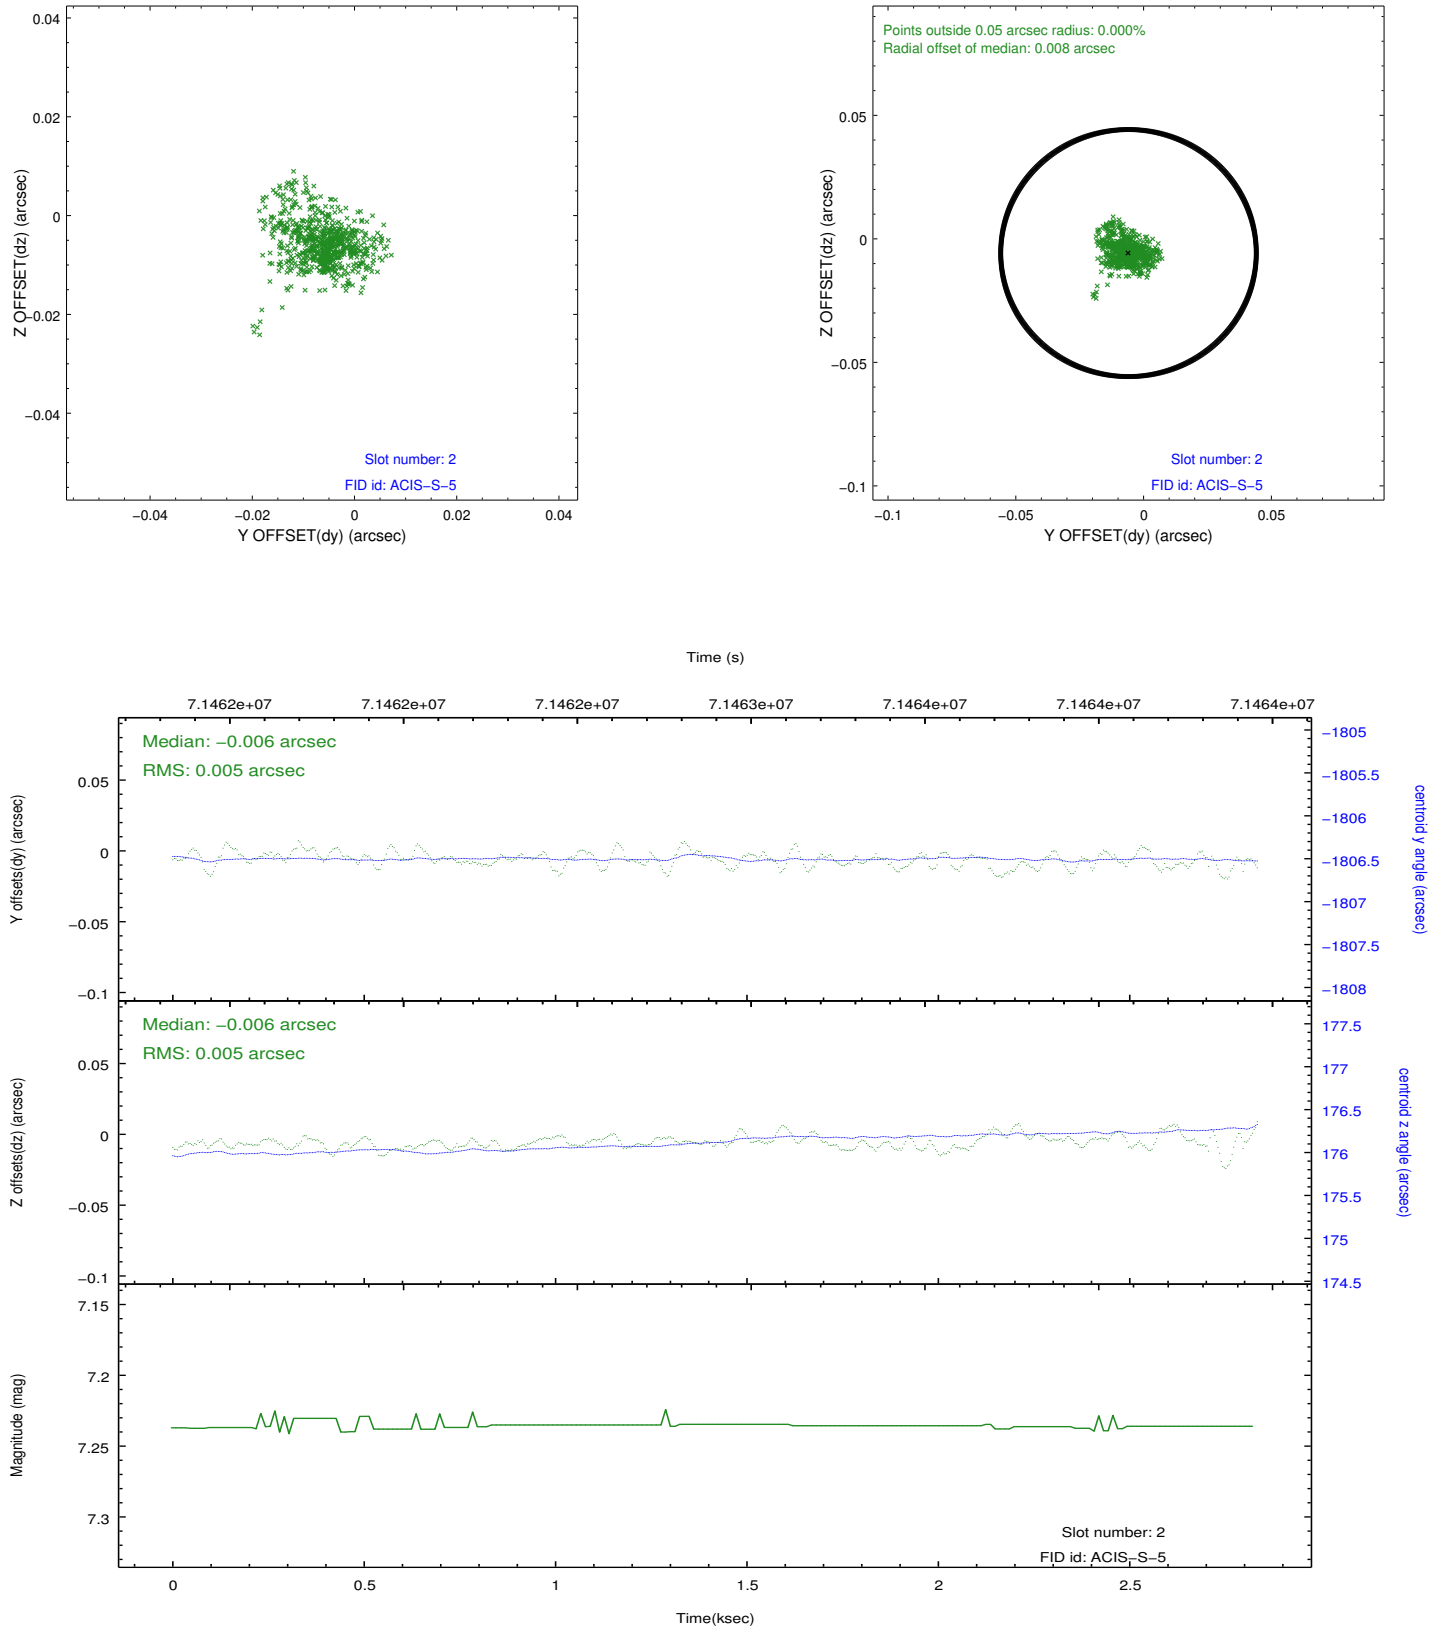 0.04
0.02
0
−0.02
−0.04
Z OFFSET(dz) (arcsec)
Slot number: 2
FID id: ACIS−S−5
−0.04
−0.02
0
0.02
0.04
Y OFFSET(dy) (arcsec)
Points outside 0.05 arcsec radius: 0.000%
Radial offset of median: 0.008 arcsec
0.05
0
−0.05
−0.1
Z OFFSET(dz) (arcsec)
Slot number: 2
FID id: ACIS−S−5
−0.1
−0.05
0
0.05
Y OFFSET(dy) (arcsec)
Time (s)
7.1462e+07
7.1462e+07
7.1462e+07
7.1463e+07
7.1464e+07
7.1464e+07
7.1464e+07
Median: −0.006 arcsec
RMS: 0.005 arcsec
0.05
0
−0.05
−0.1
Y offsets(dy) (arcsec)
−1805
−1805.5
−1806
−1806.5
−1807
−1807.5
−1808
centroid y angle (arcsec)
Median: −0.006 arcsec
RMS: 0.005 arcsec
0.05
0
−0.05
−0.1
Z offsets(dz) (arcsec)
177.5
177
176.5
176
175.5
175
174.5
centroid z angle (arcsec)
7.15
7.2
7.25
7.3
Magnitude (mag)
Slot number: 2
FID id: ACIS−S−5
0
0.5
1
1.5
2
2.5
Time(ksec)